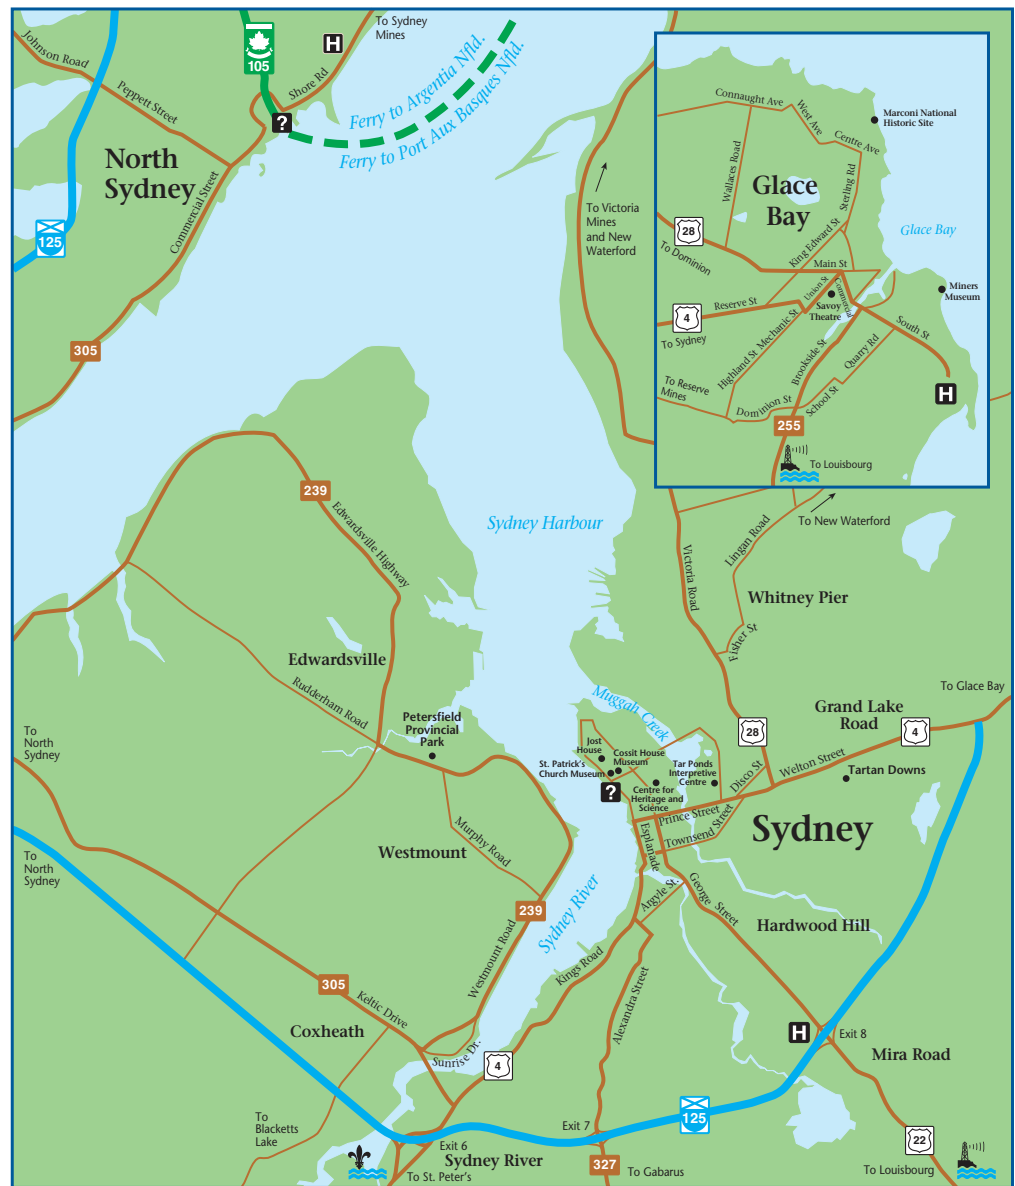 Johnson Road
105
H
To Sydney
Mines
Shore Rd
Peppett Street
?
Ferry to Argentia Nfld.
Ferry to Port Aux Basques Nfld.
North
Sydney
Commercial Street
125
305
To Victoria
Mines
and New
Waterford
Connaught Ave
West Ave
Centre Ave
Marconi National
Historic Site
Wallaces Road
Glace
Bay
Sterling Rd
28
To Dominion
King Edward St
Glace Bay
Main St
Union St
Commercial
Miners
Museum
Reserve St
Savoy
Theatre
4
To Sydney
Mechanic St
Highland St
South St
Brookside St
Quarry Rd
To Reserve
Mines
Dominion St
School St
H
255
To Louisbourg
239
Edwardsville Highway
Sydney Harbour
To New Waterford
Lingan Road
Victoria Road
Whitney Pier
Fisher St
Edwardsville
Rudderham Road
Petersfield
Provincial
Park
Muggah Creek
To Glace Bay
Grand Lake
Road
28
4
To
North
Sydney
Jost
House
Cossit House
Museum
St. Patrick's
Church Museum
Tar Ponds
Interpretive
Centre
Disco St
Welton Street
Tartan Downs
?
Centre for
Heritage and
Science
Prince Street
Townsend Street
Sydney
Esplanade
Murphy Road
Westmount
To
North
Sydney
Argyle St.
George Street
239
Sydney River
Hardwood Hill
Westmount Road
Kings Road
305
Keltic Drive
Alexandra Street
Coxheath
H
Exit 8
Mira Road
Sunrise Dr.
4
125
To
Blacketts
Lake
Exit 7
Exit 6
22
Sydney River
327
To St. Peter's
To Gabarus
To Louisbourg